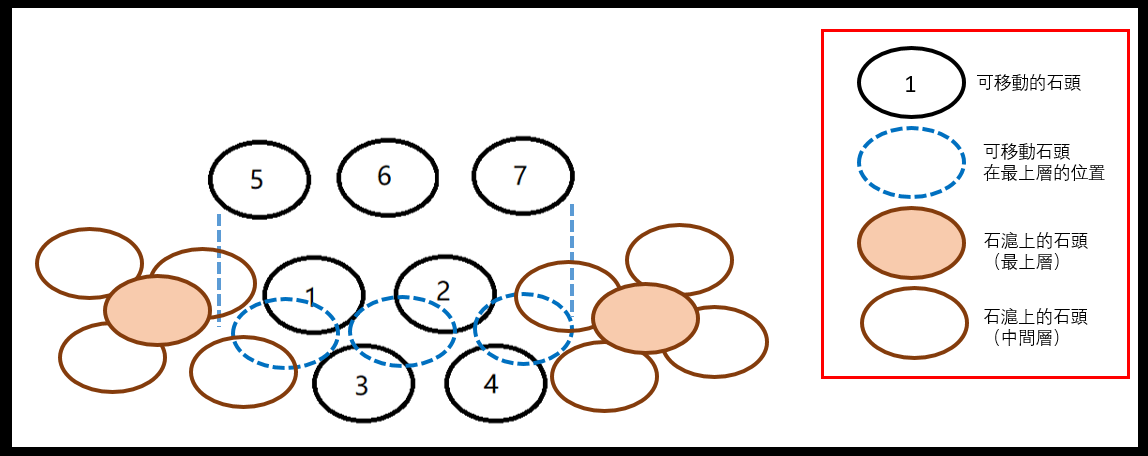 5 6 7
1 2
3 4
1 可移動的石頭
可移動石頭
在最上層的位置
石滬上的石頭
（最上層）
石滬上的石頭
（中間層）